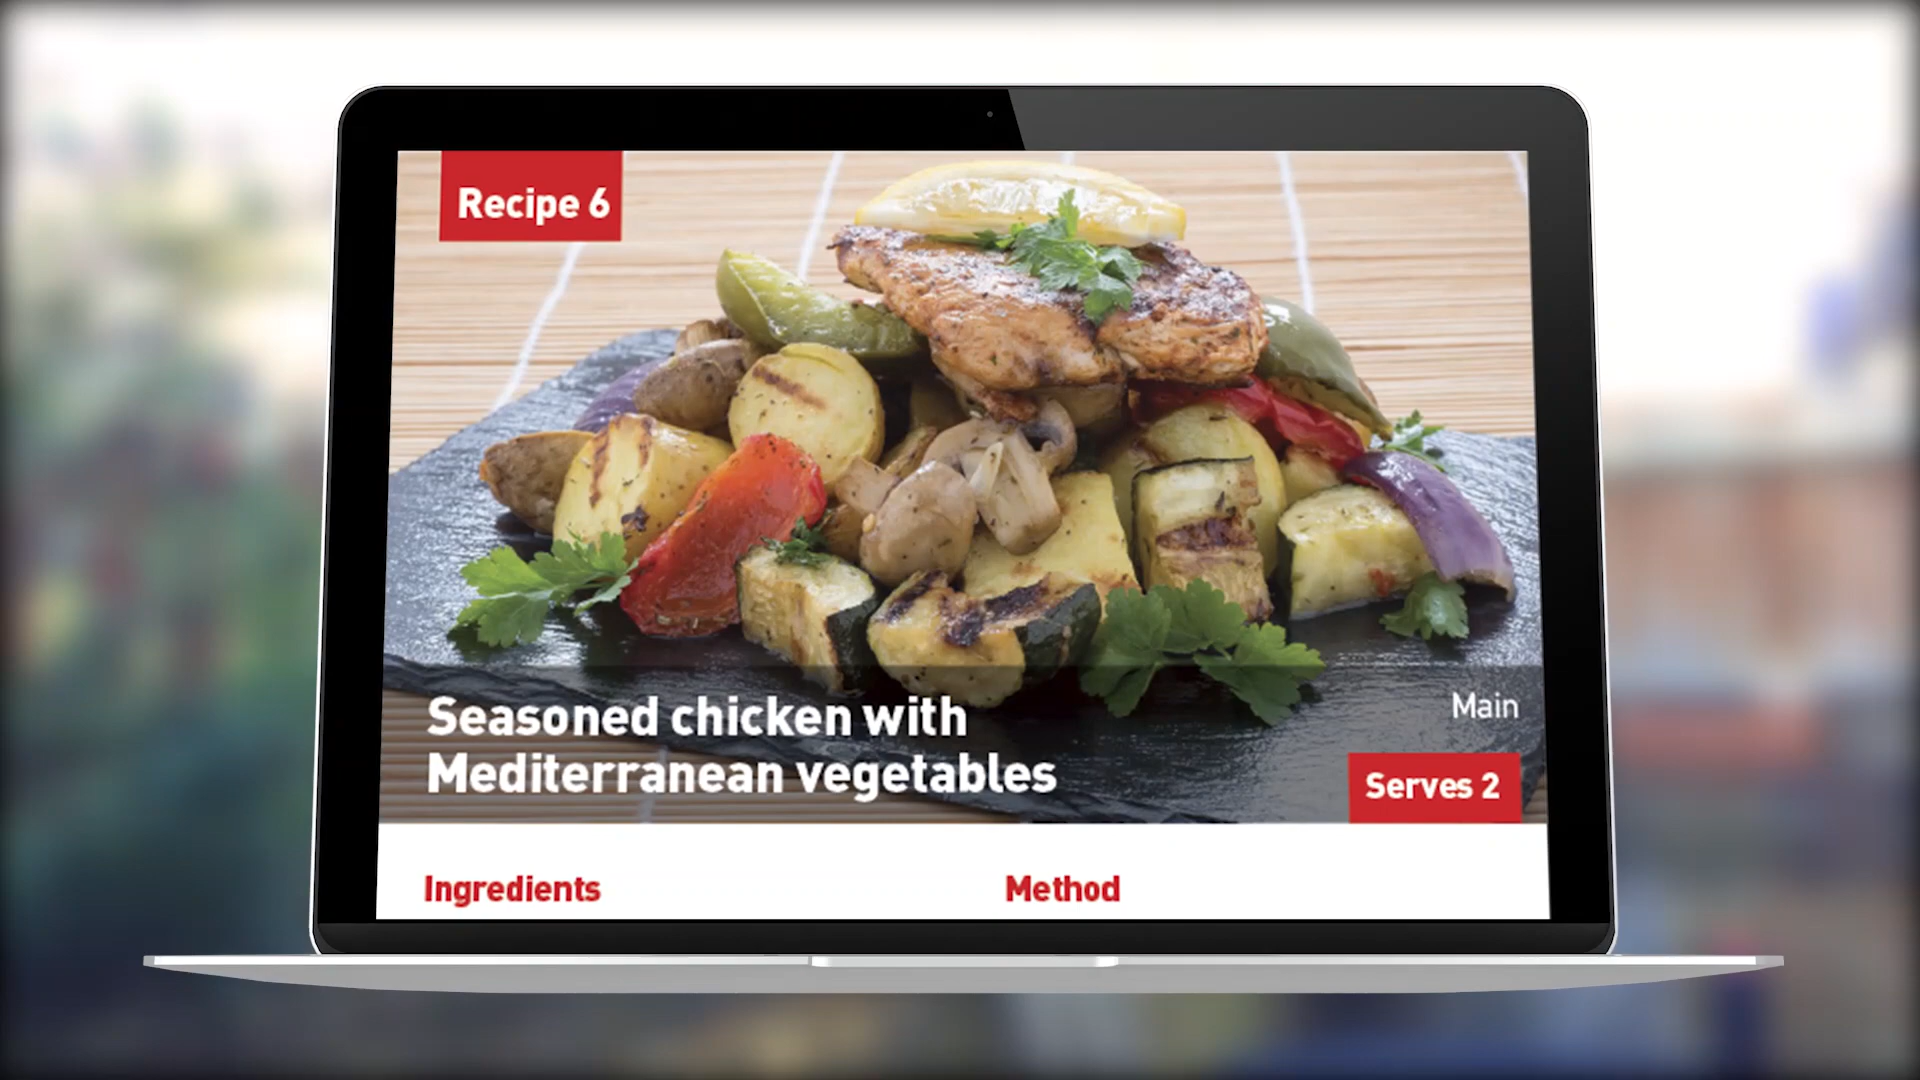 Recipe 6
Seasoned chicken with
Mediterranean vegetables
Main
Serves 2
Ingredients
Method